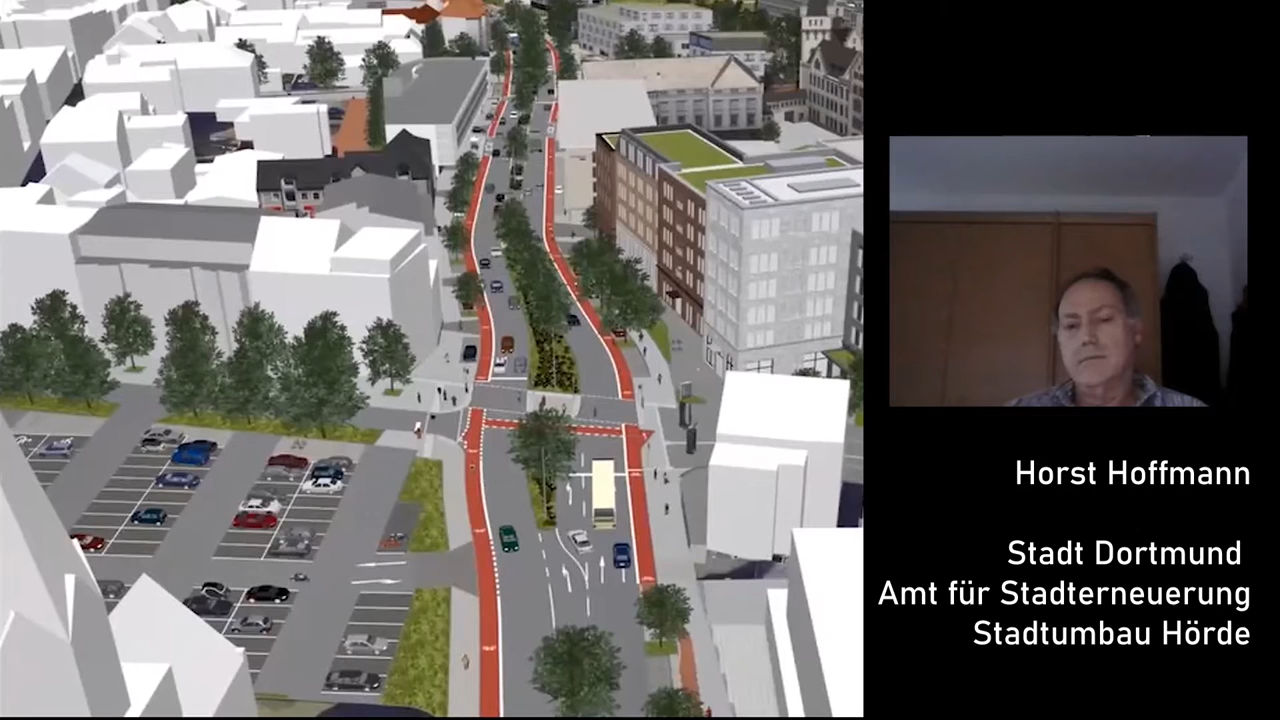 Horst Hoffmann
Stadt Dortmund
Amt für Stadterneuerung
Stadtumbau Hörde